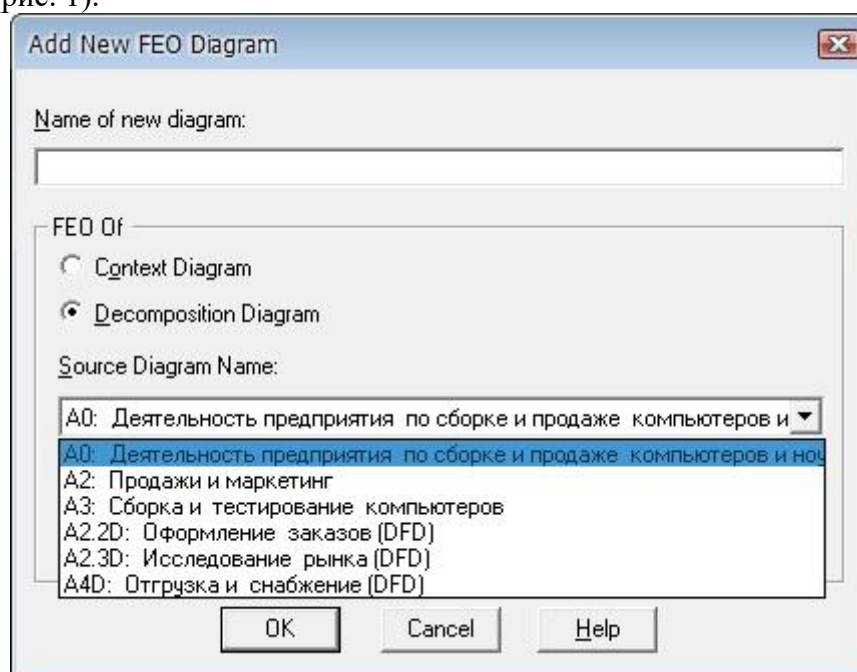 рис. 1).
Add New FEO Diagram
Name of new diagram:
FEO Of
Context Diagram
Decomposition Diagram
Source Diagram Name:
A0: Деятельность предприятия по сборке и продаже компьютеров и
A0: Деятельность предприятия по сборке и продаже компьютеров и ноу
A2: Продажи и маркетинг
A3: Сборка и тестирование компьютеров
A2.2D: Оформление заказов (DFD)
A2.3D: Исследование рынка (DFD)
A4D: Отгрузка и снабжение (DFD)
OK Cancel Help